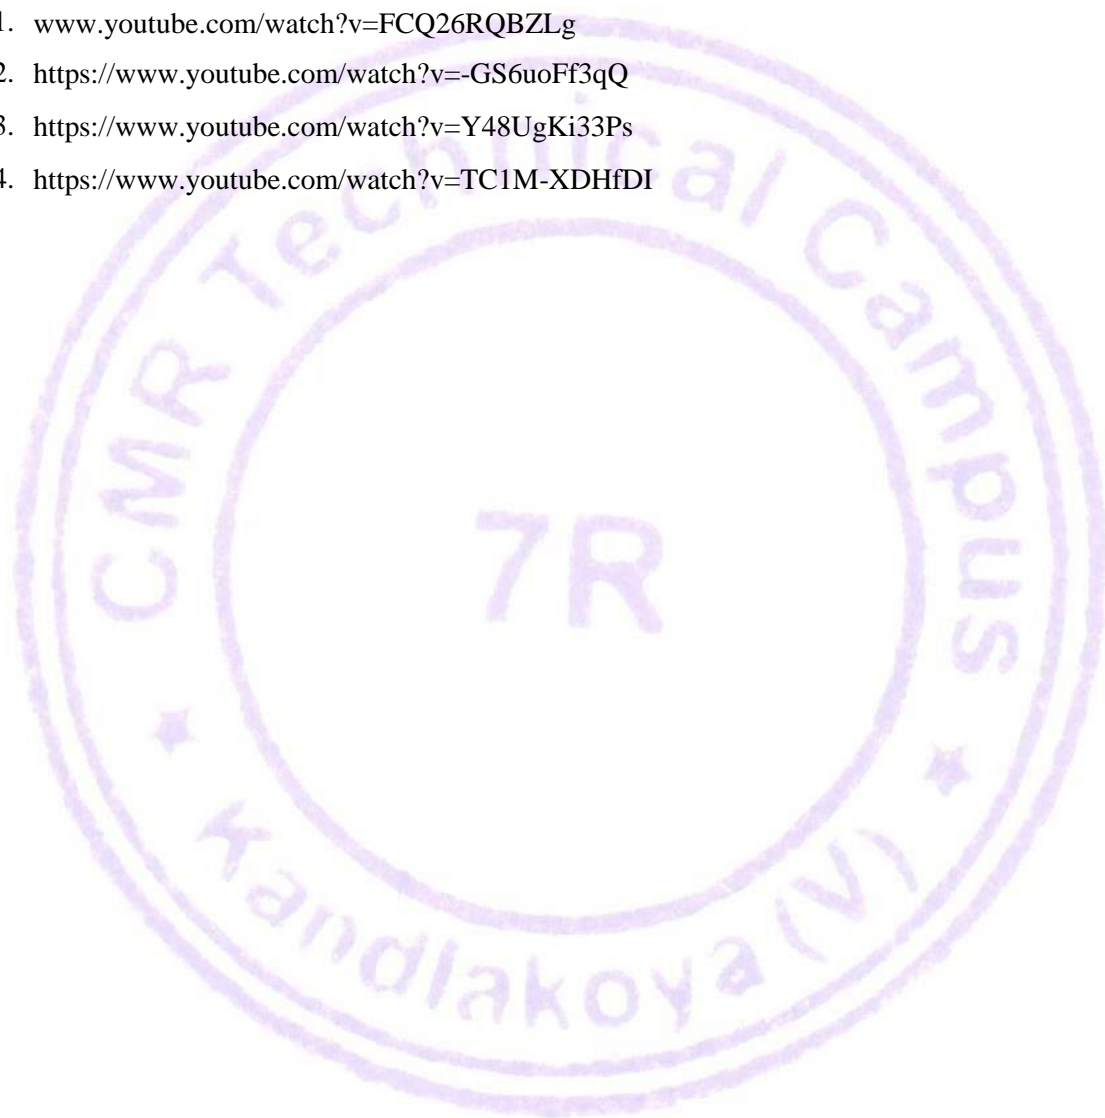 1. www.youtube.com/watch?v=FCQ26RQBZLg
2. https://www.youtube.com/watch?v=-GS6uoFf3qQ
3. https://www.youtube.com/watch?v=Y48UgKi33Ps
4. https://www.youtube.com/watch?v=TC1M-XDHfDI
CMR Technical Campus
7R
Kandlakoya (V)